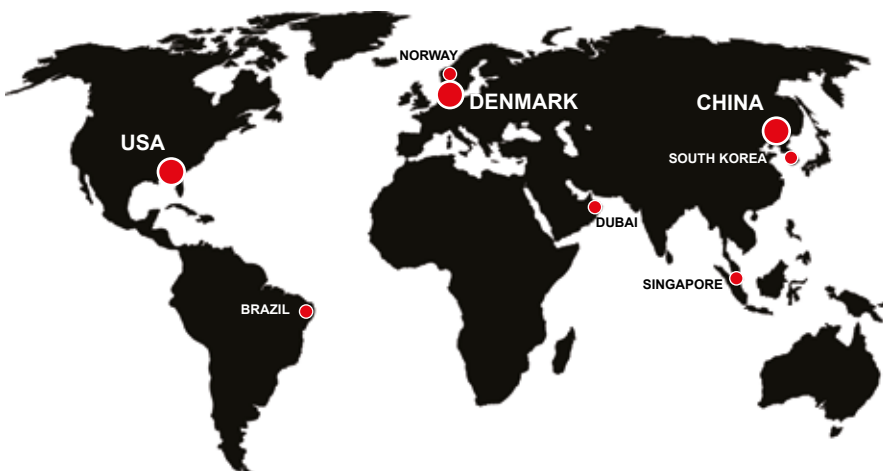 NORWAY
DENMARK
CHINA
USA
SOUTH KOREA
DUBAI
SINGAPORE
BRAZIL